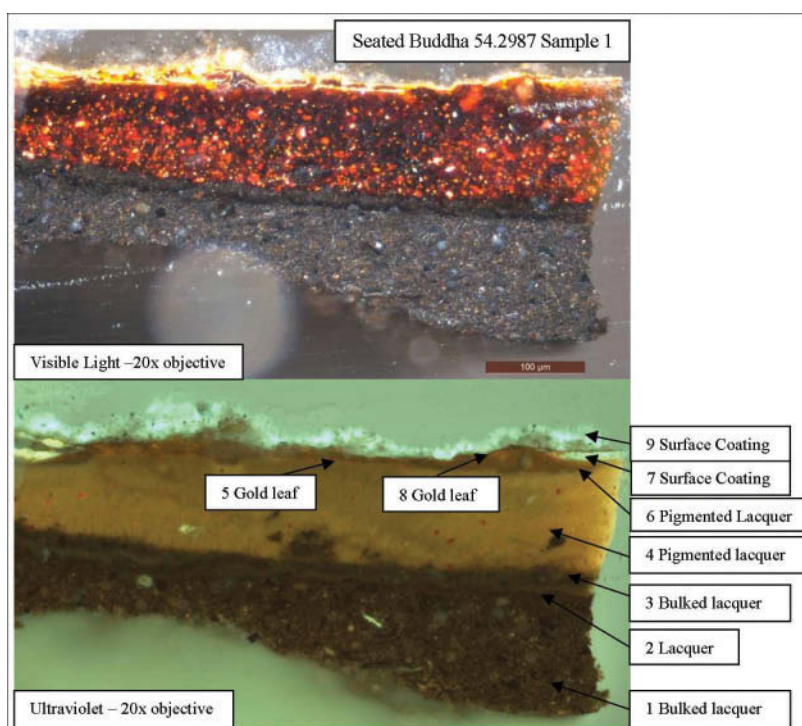 Seated Buddha 54.2987 Sample 1
Visible Light –20x objective
100 µm
9 Surface Coating
7 Surface Coating
5 Gold leaf
8 Gold leaf
6 Pigmented Lacquer
4 Pigmented lacquer
3 Bulked lacquer
2 Lacquer
1 Bulked lacquer
Ultraviolet – 20x objective